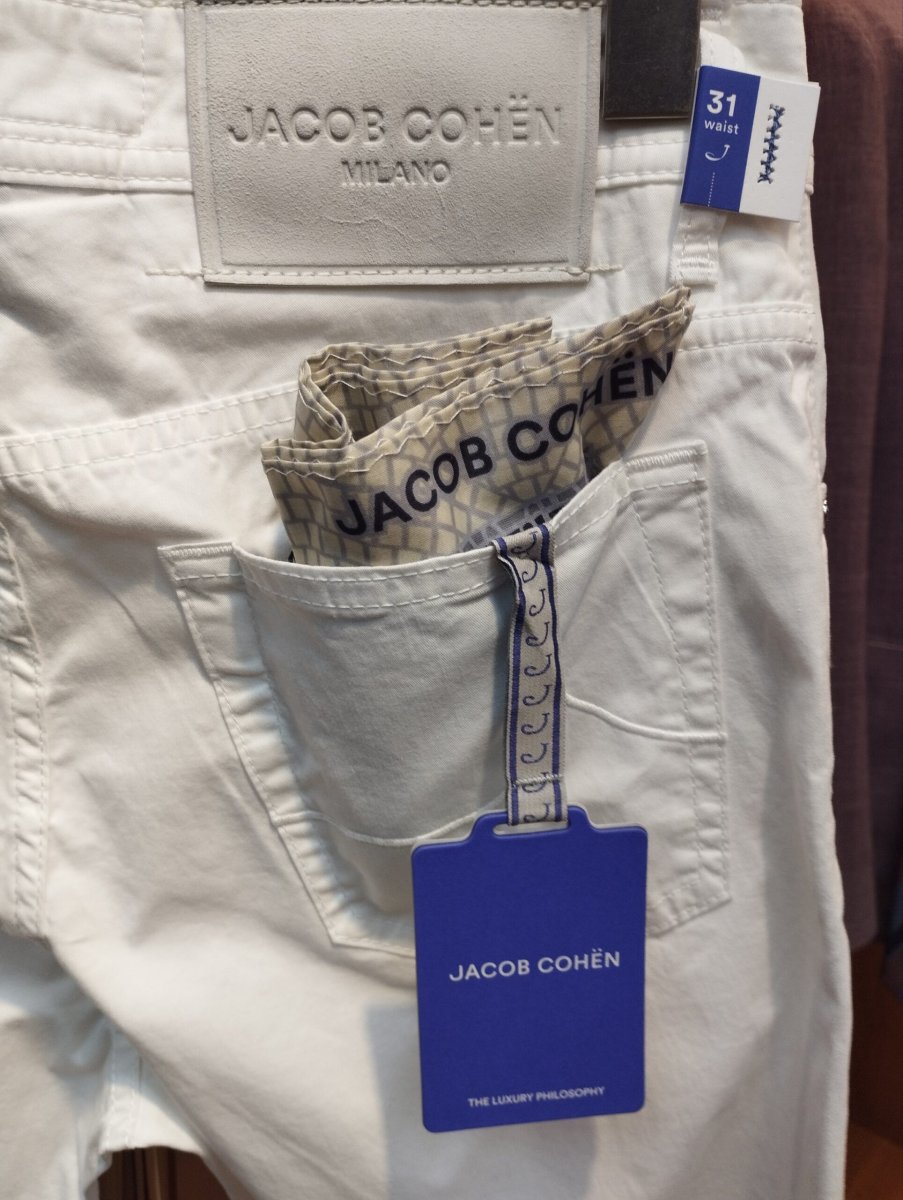 JACOB COHËN
MILANO
31
waist
JACOB COHËN
JACOB COHËN
THE LUXURY PHILOSOPHY